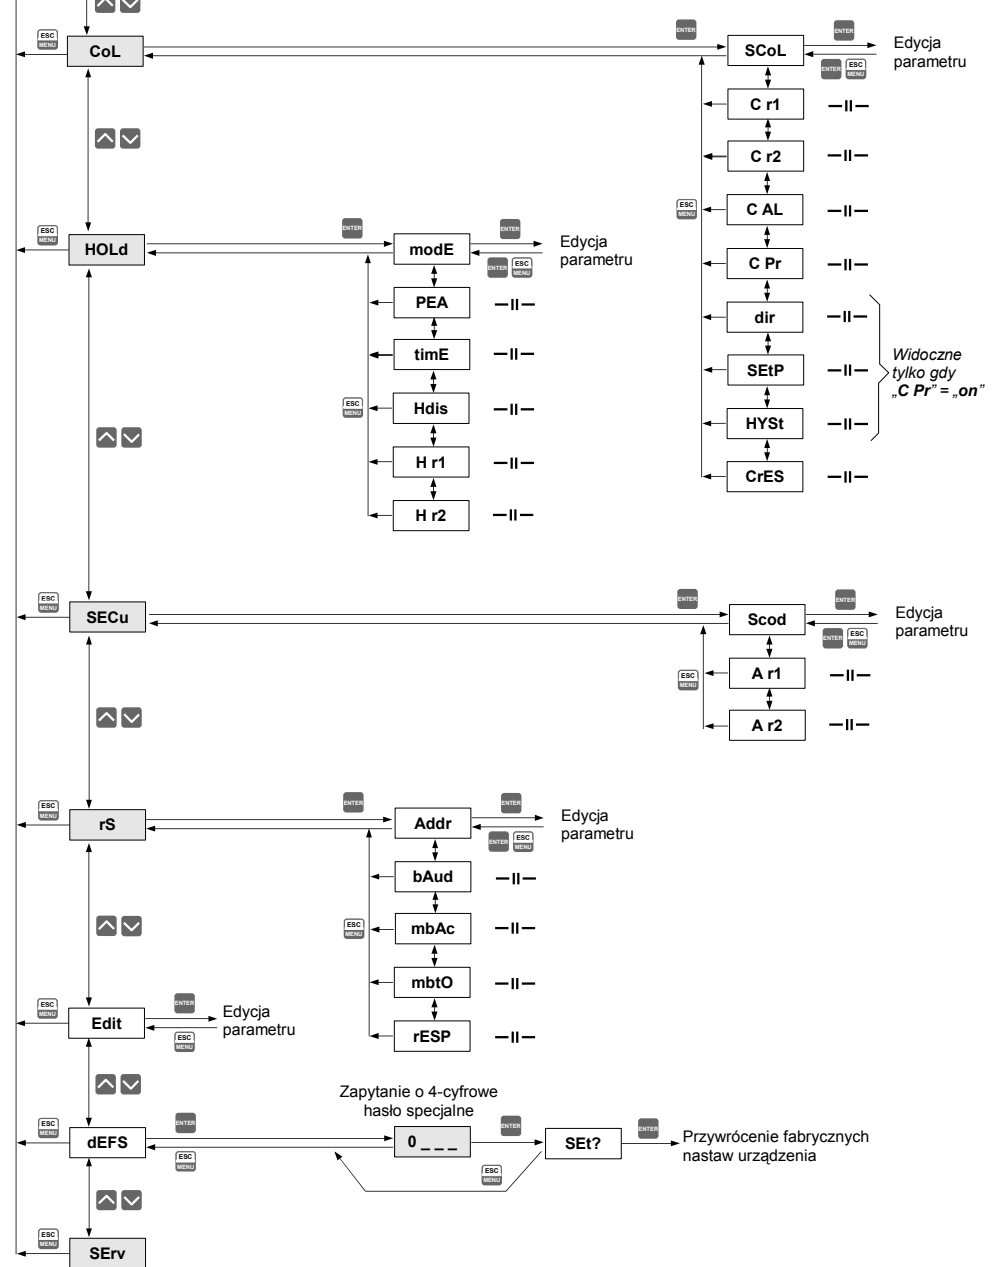 ESC
MENU
CoL
ENTER
SCoL
ENTER
ENTER
ESC
MENU
Edycja
parametru
C r1
—II—
C r2
—II—
ESC
MENU
C AL
—II—
C Pr
—II—
dir
—II—
SEtP
—II—
HYSt
—II—
Widoczne
tylko gdy
„C Pr” = „on”
CrES
—II—
ESC
MENU
HOLd
ENTER
modE
ENTER
ENTER
ESC
MENU
Edycja
parametru
PEA
—II—
timE
—II—
ESC
MENU
Hdis
—II—
H r1
—II—
H r2
—II—
ESC
MENU
SECu
ENTER
Scod
ENTER
ENTER
ESC
MENU
Edycja
parametru
ESC
MENU
A r1
—II—
A r2
—II—
ESC
MENU
rS
ENTER
Addr
ENTER
ENTER
ESC
MENU
Edycja
parametru
bAud
—II—
ESC
MENU
mbAc
—II—
mbtO
—II—
rESP
—II—
ESC
MENU
Edit
ENTER
ESC
MENU
Edycja
parametru
Zapytanie o 4-cyfrowe
hasło specjalne
ESC
MENU
dEFS
ENTER
ESC
MENU
0 _ _ _
ENTER
ESC
MENU
SEt?
ENTER
Przywrócenie fabrycznych
nastaw urządzenia
ESC
MENU
SErv